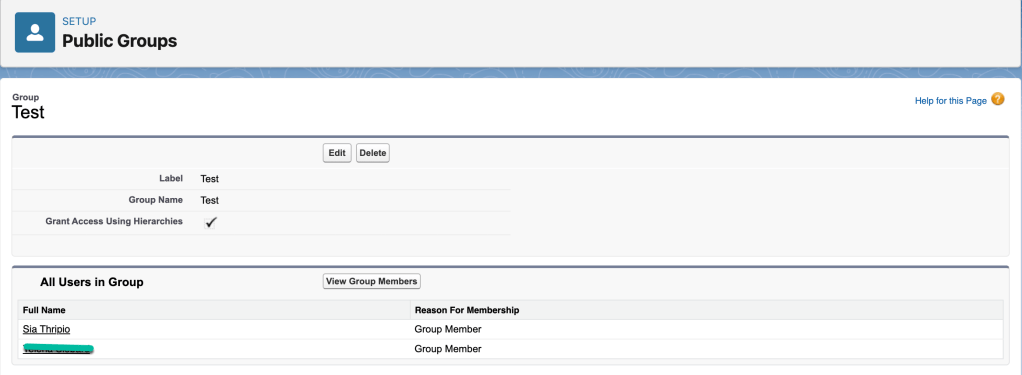 SETUP
Public Groups
Group
Test
Help for this Page ?
Edit Delete
Label Test
Group Name Test
Grant Access Using Hierarchies
All Users in Group View Group Members
Full Name Reason For Membership
Sia Thripio Group Member
Group Member